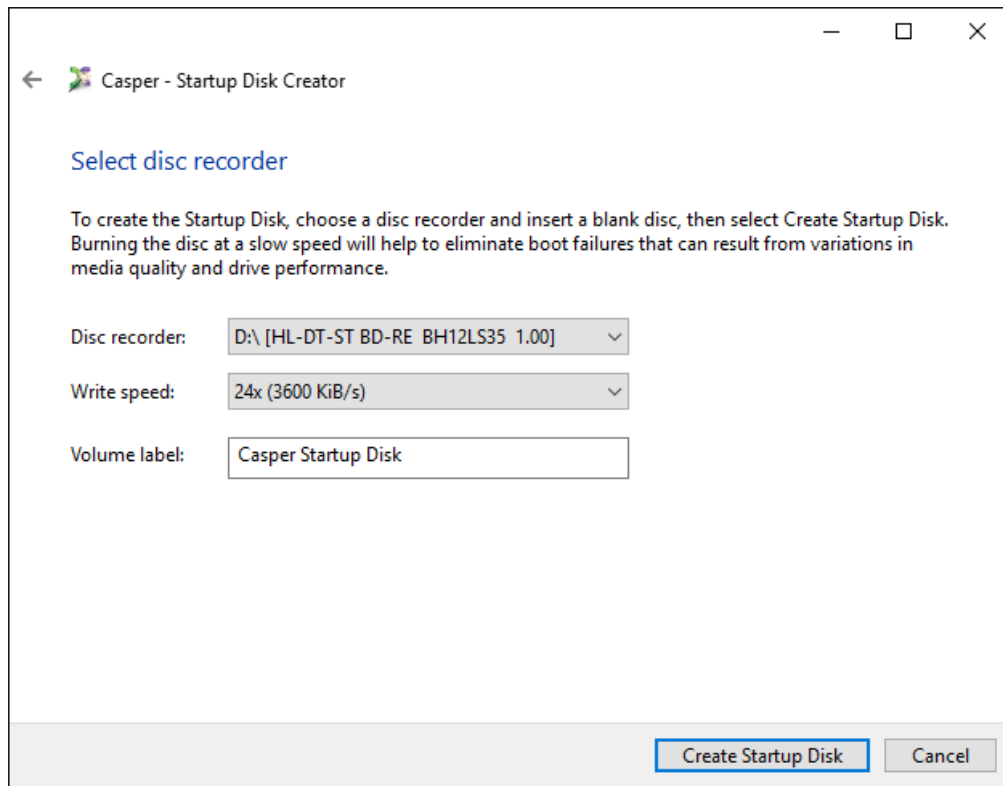 Casper - Startup Disk Creator
Select disc recorder
To create the Startup Disk, choose a disc recorder and insert a blank disc, then select Create Startup Disk.
Burning the disc at a slow speed will help to eliminate boot failures that can result from variations in
media quality and drive performance.
Disc recorder: D:\ [HL-DT-ST BD-RE  BH12LS35  1.00]
Write speed: 24x (3600 KiB/s)
Volume label: Casper Startup Disk
Create Startup Disk Cancel